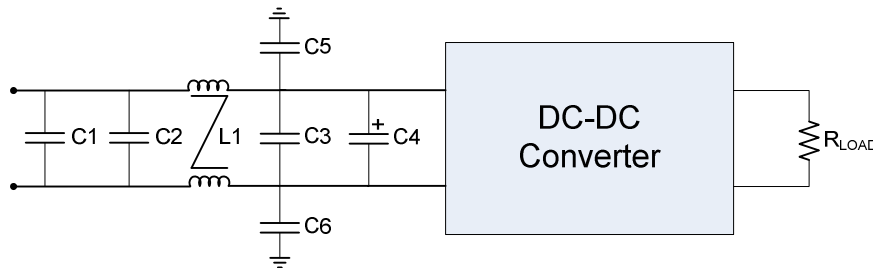 C5
C1
C2
L1
C3
+
C4
DC-DC
Converter
RLOAD
C6